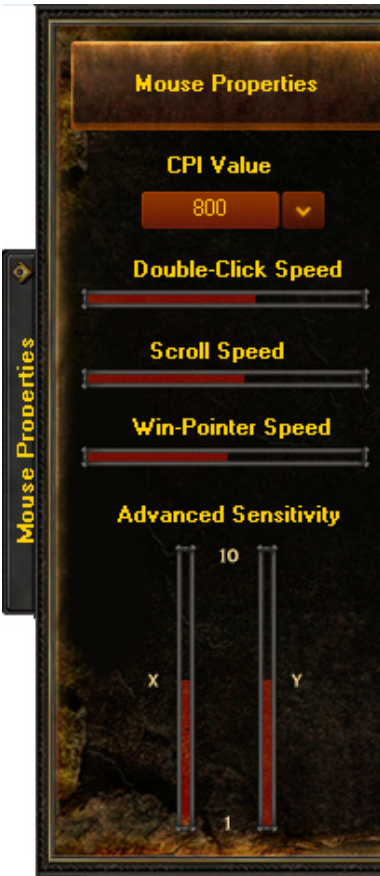 Mouse Properties
CPI Value
800
Double-Click Speed
Scroll Speed
Win-Pointer Speed
Mouse Properties
Advanced Sensitivity
10
X Y
1